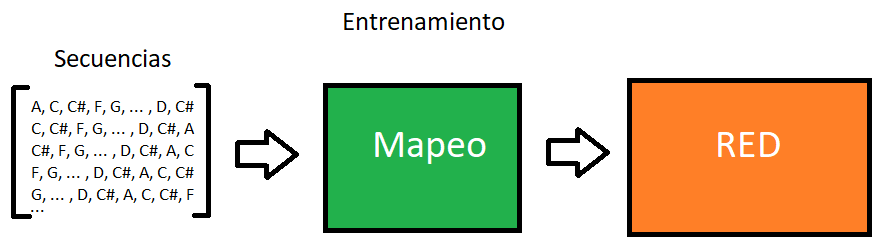 Entrenamiento
Secuencias
A, C, C#, F, G, ... , D, C#
C, C#, F, G, ... , D, C#, A
C#, F, G, ... , D, C#, A, C
F, G, ... , D, C#, A, C, C#
G, ... , D, C#, A, C, C#, F
...
Mapeo
RED